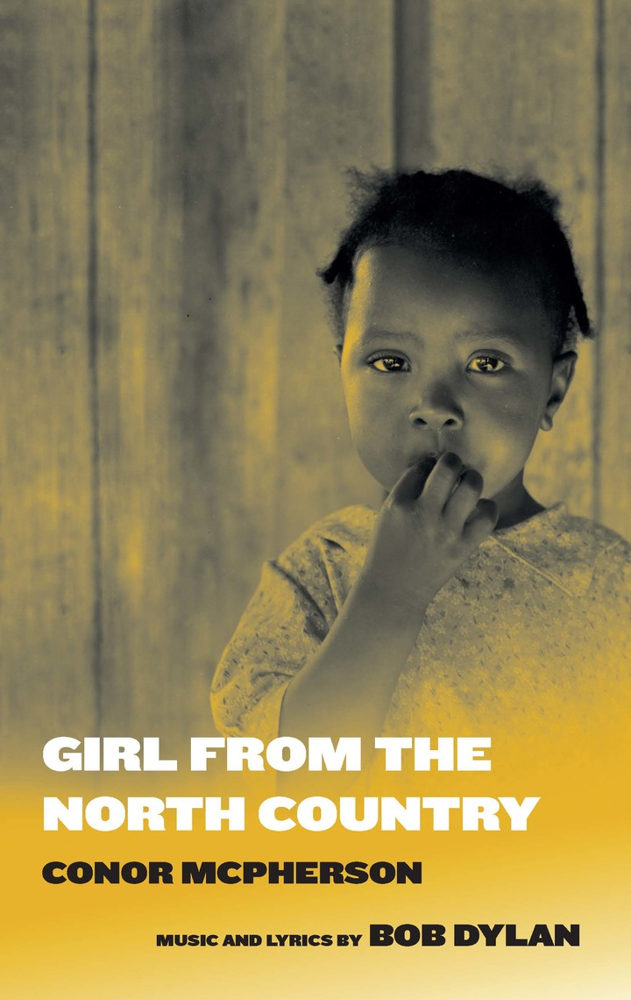 GIRL FROM THE
NORTH COUNTRY
CONOR MCPHERSON
MUSIC AND LYRICS BY BOB DYLAN